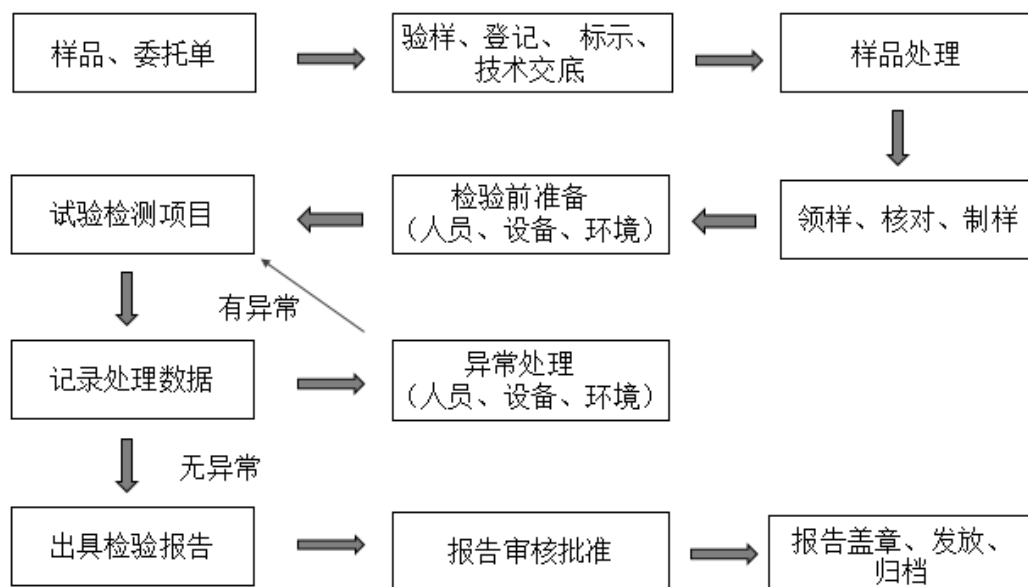 样品、委托单
验样、登记、 标示、
技术交底
样品处理
试验检测项目
检验前准备
（人员、设备、环境）
领样、核对、制样
有异常
记录处理数据
异常处理
（人员、设备、环境）
无异常
出具检验报告
报告审核批准
报告盖章、发放、
归档